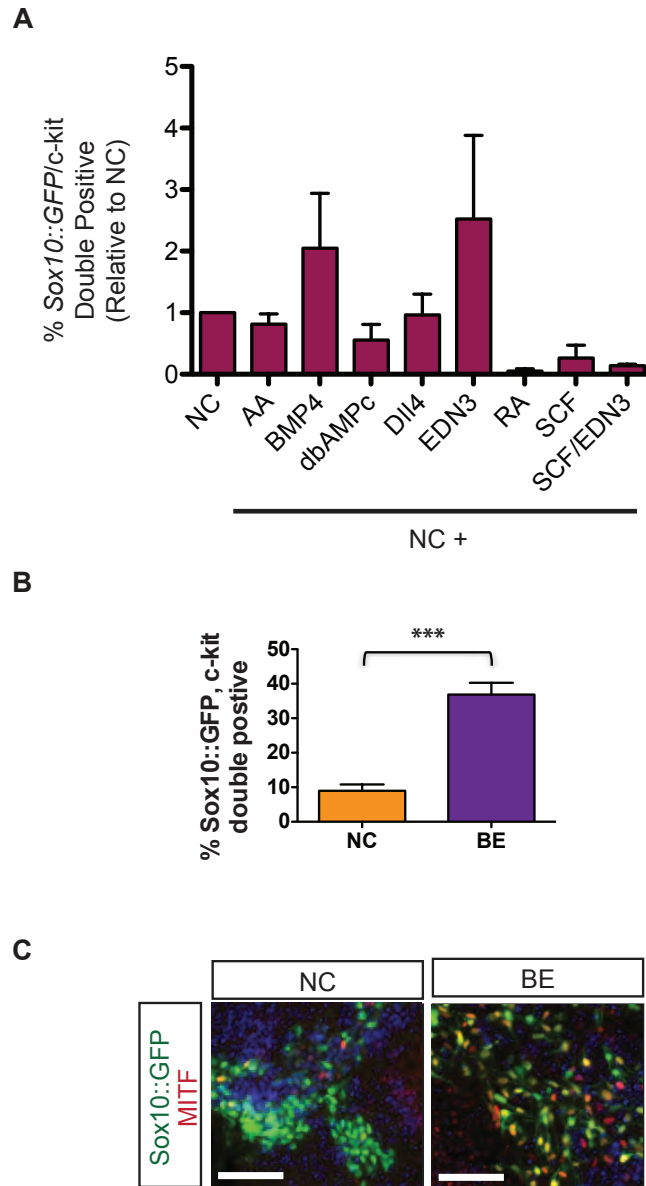 A
% Sox10::GFP/c-kit
Double Positive
(Relative to NC)
5
4
3
2
1
0
NC
AA
BMP4
dbAMPc
Dll4
EDN3
RA
SCF
SCF/EDN3
NC +
B
% Sox10::GFP, c-kit
double postive
50
40
30
20
10
0
***
NC
BE
C
NC
BE
Sox10::GFP
MITF